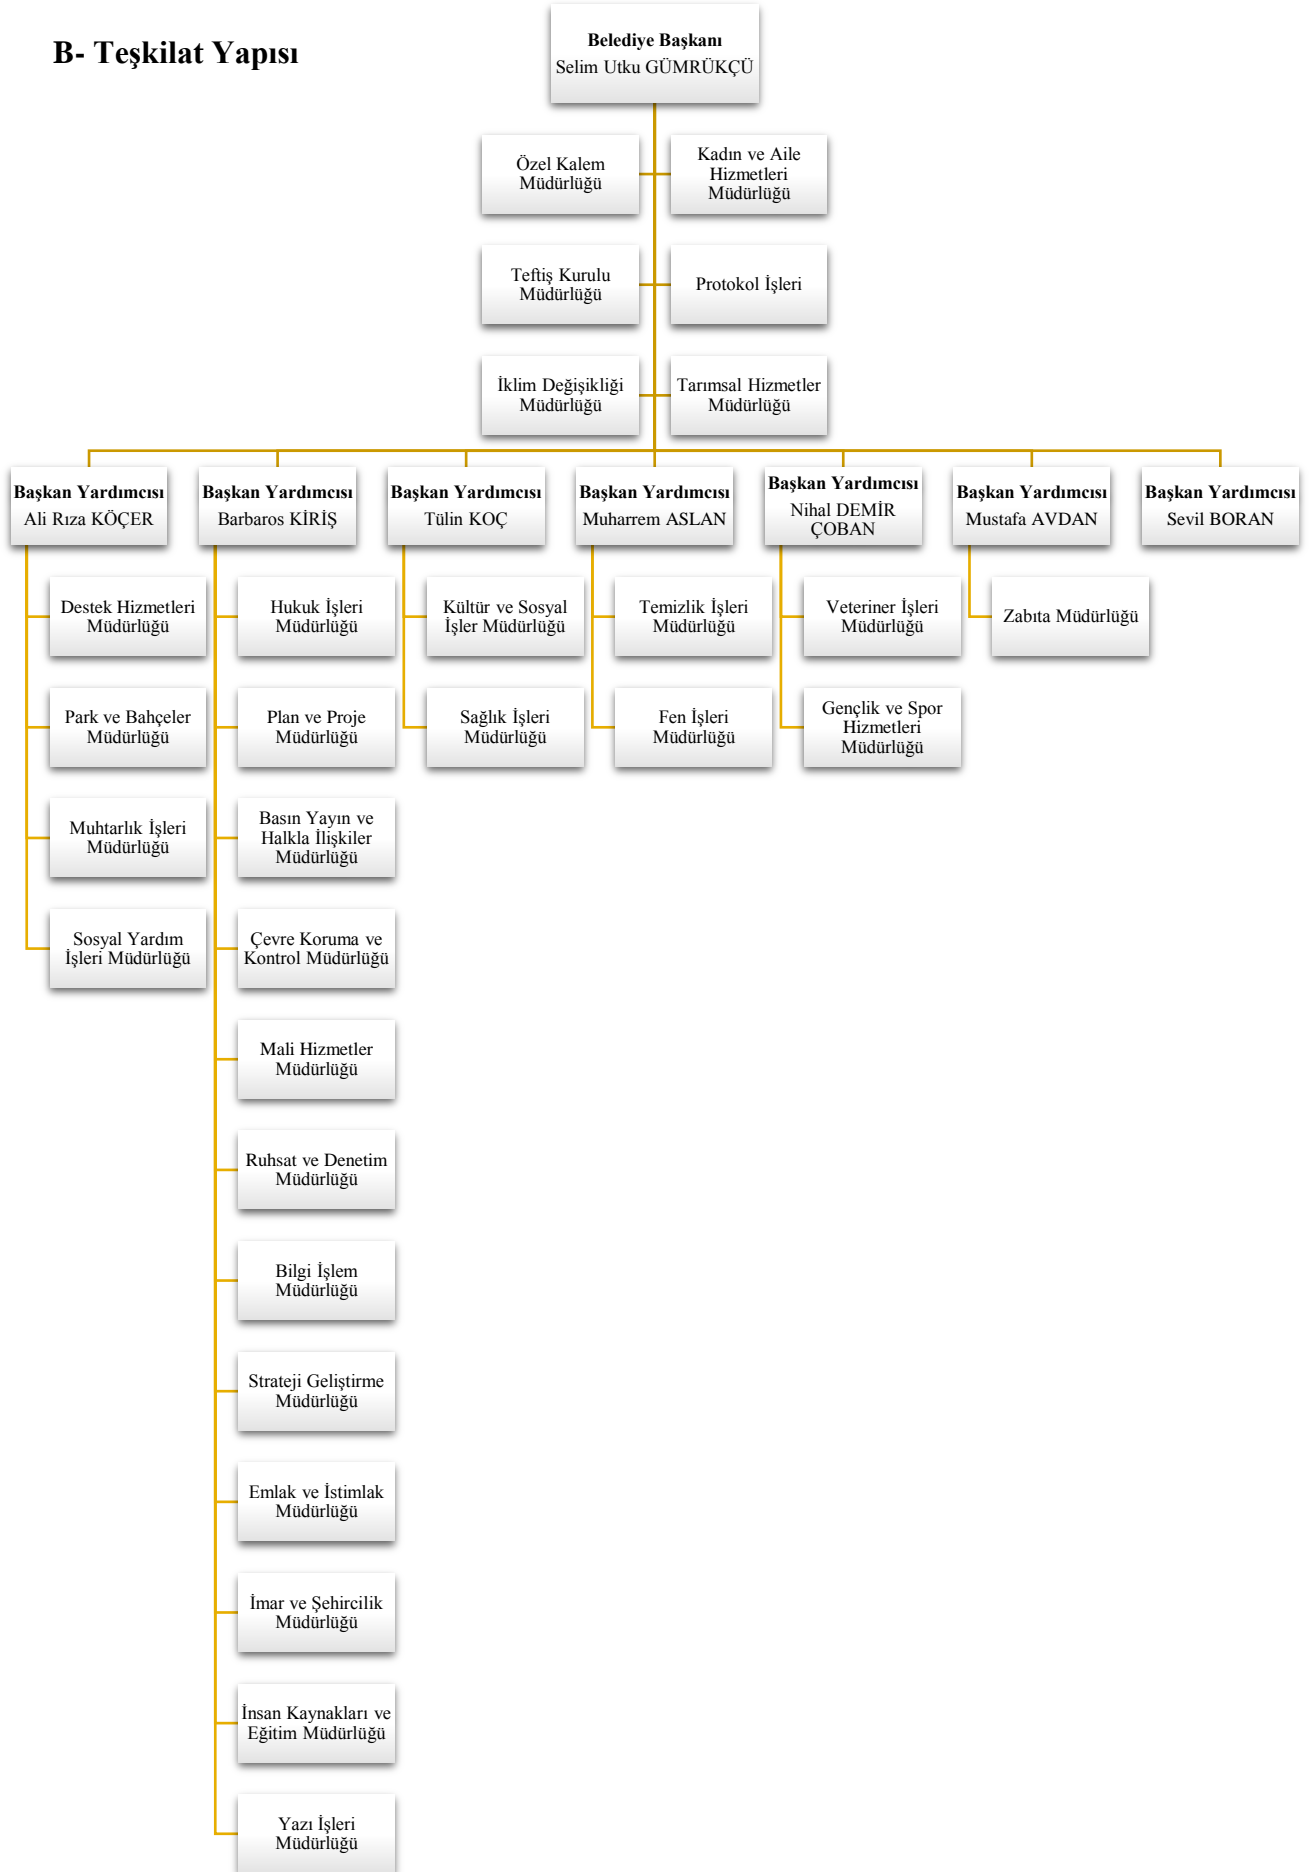 B- Teşkilat Yapısı
Belediye Başkanı
Selim Utku GÜMRÜKÇÜ
Özel Kalem
Müdürlüğü
Kadın ve Aile
Hizmetleri
Müdürlüğü
Teftiş Kurulu
Müdürlüğü
Protokol İşleri
İklim Değişikliği
Müdürlüğü
Tarımsal Hizmetler
Müdürlüğü
Başkan Yardımcısı
Ali Rıza KÖÇER
Destek Hizmetleri
Müdürlüğü
Park ve Bahçeler
Müdürlüğü
Muhtarlık İşleri
Müdürlüğü
Sosyal Yardım
İşleri Müdürlüğü
Başkan Yardımcısı
Barbaros KİRİŞ
Hukuk İşleri
Müdürlüğü
Plan ve Proje
Müdürlüğü
Basın Yayın ve
Halkla İlişkiler
Müdürlüğü
Çevre Koruma ve
Kontrol Müdürlüğü
Mali Hizmetler
Müdürlüğü
Ruhsat ve Denetim
Müdürlüğü
Bilgi İşlem
Müdürlüğü
Strateji Geliştirme
Müdürlüğü
Emlak ve İstimlak
Müdürlüğü
İmar ve Şehircilik
Müdürlüğü
İnsan Kaynakları ve
Eğitim Müdürlüğü
Yazı İşleri
Müdürlüğü
Başkan Yardımcısı
Tülin KOÇ
Kültür ve Sosyal
İşler Müdürlüğü
Sağlık İşleri
Müdürlüğü
Başkan Yardımcısı
Muharrem ASLAN
Temizlik İşleri
Müdürlüğü
Fen İşleri
Müdürlüğü
Başkan Yardımcısı
Nihal DEMİR
ÇOBAN
Veteriner İşleri
Müdürlüğü
Gençlik ve Spor
Hizmetleri
Müdürlüğü
Başkan Yardımcısı
Mustafa AVDAN
Zabıta Müdürlüğü
Başkan Yardımcısı
Sevil BORAN